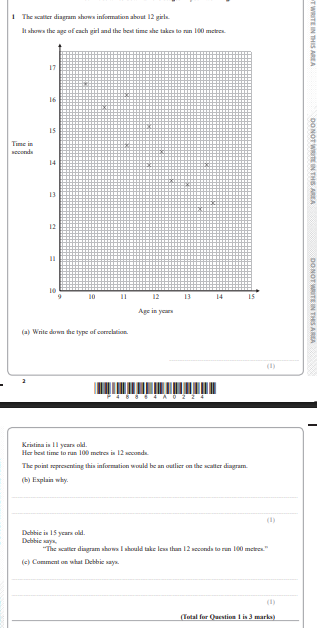 1 The scatter diagram shows information about 12 girls.
It shows the age of each girl and the best time she takes to run 100 metres.
17
16
15
Time in
seconds
14
13
12
11
10
9 10 11 12 13 14 15
Age in years
(a) Write down the type of correlation.
(1)
2
P 4 8 8 6 4 A 0 2 2 4
T WRITE IN THIS AREA
DO NOT WRITE IN THIS AREA
DO NOT WRITE IN THIS AREA
Kristina is 11 years old.
Her best time to run 100 metres is 12 seconds.
The point representing this information would be an outlier on the scatter diagram.
(b) Explain why.
(1)
Debbie is 15 years old.
Debbie says,
"The scatter diagram shows I should take less than 12 seconds to run 100 metres."
(c) Comment on what Debbie says.
(1)
(Total for Question 1 is 3 marks)